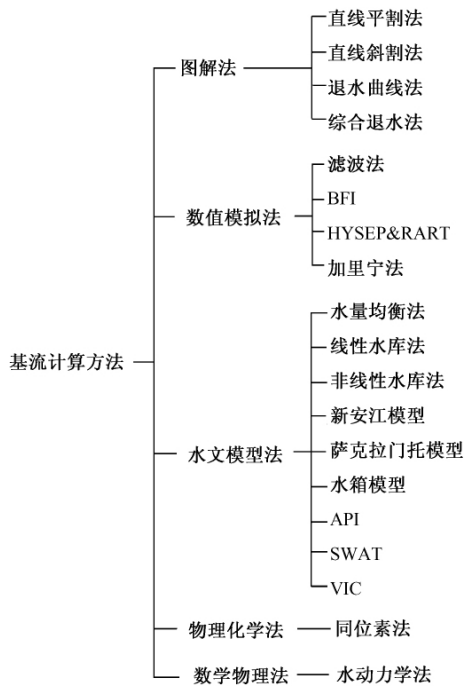 基流计算方法
图解法
直线平割法
直线斜割法
退水曲线法
综合退水法
数值模拟法
滤波法
BFI
HYSEP&RART
加里宁法
水文模型法
水量均衡法
线性水库法
非线性水库法
新安江模型
萨克拉门托模型
水箱模型
API
SWAT
VIC
物理化学法
同位素法
数学物理法
水动力学法